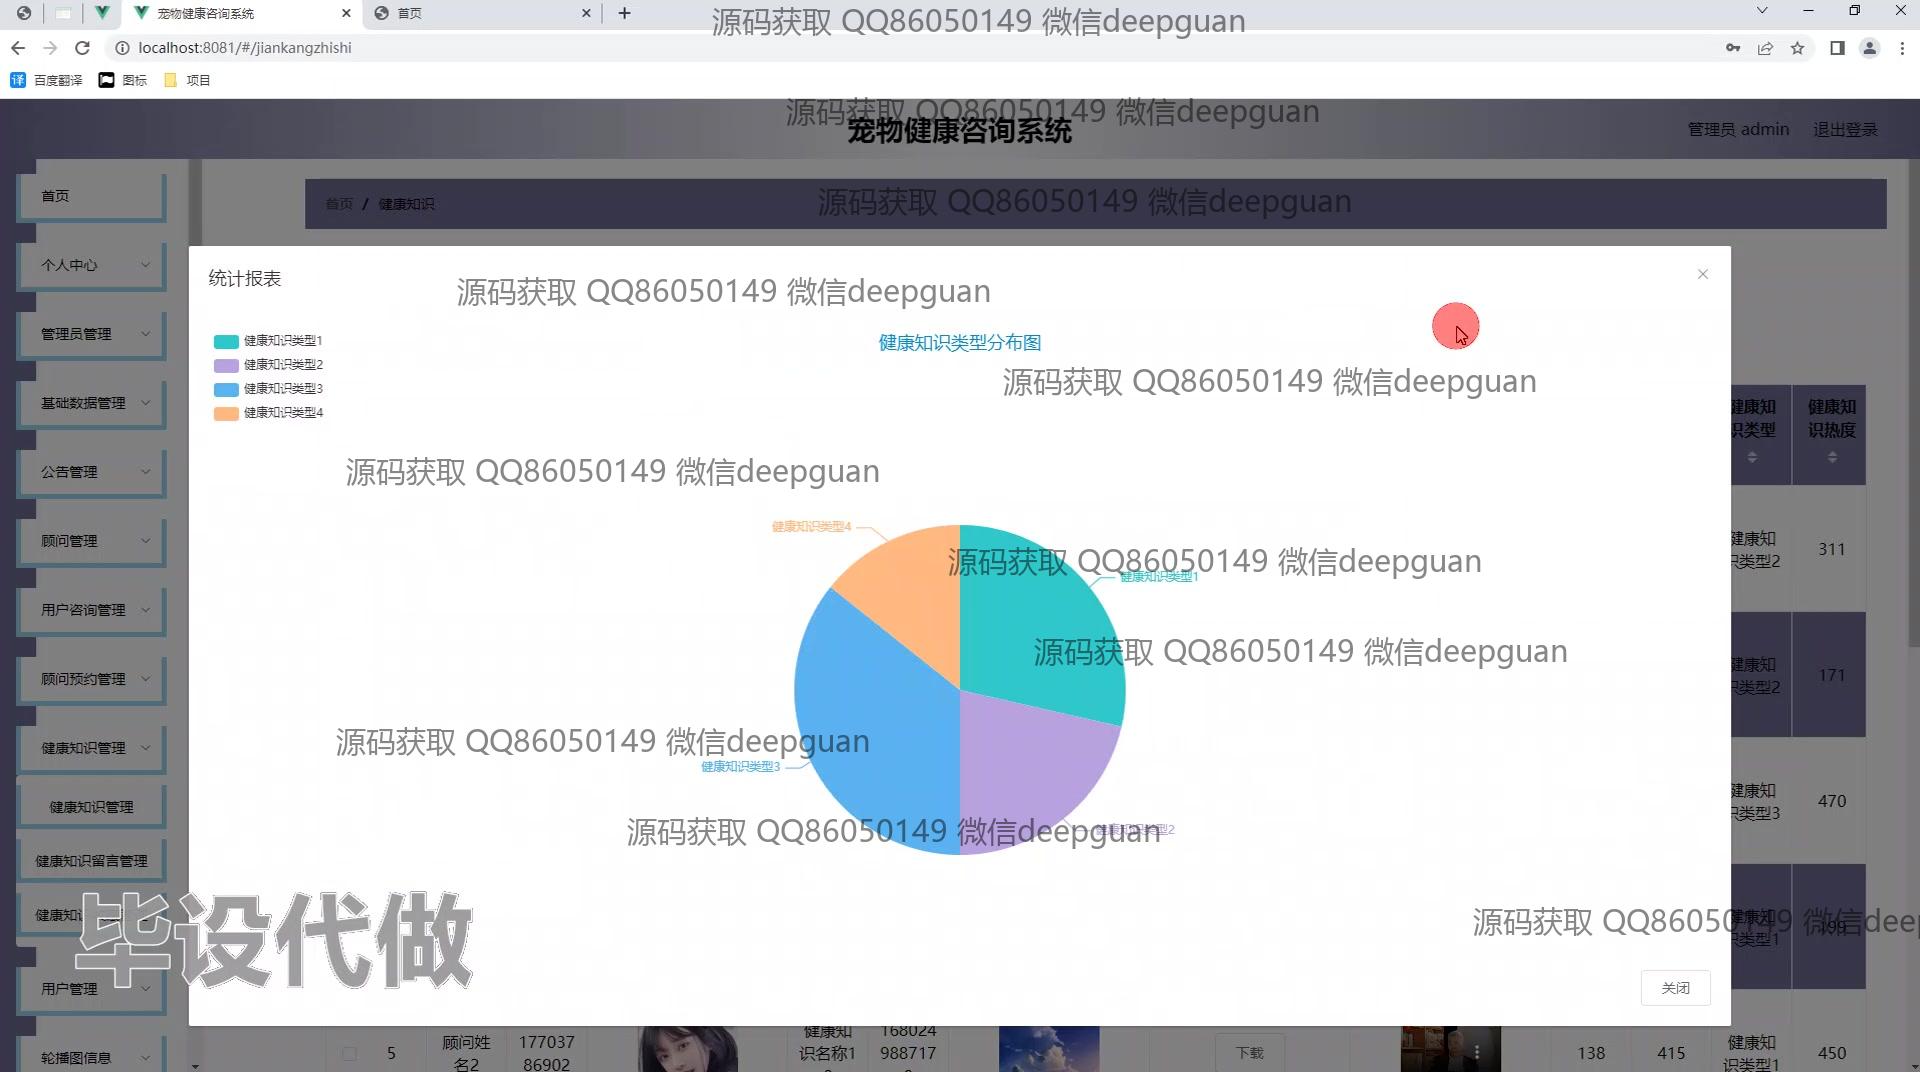 宠物健康咨询系统
首页
源码获取 QQ86050149 微信deepguan
localhost:8081/#/jiankangzhishi
译 百度翻译 图标 项目
源码获取 QQ86050149 微信deepguan
宠物健康咨询系统
管理员 admin 退出登录
首页 / 健康知识
源码获取 QQ86050149 微信deepguan
首页
个人中心
管理员管理
基础数据管理
公告管理
顾问管理
用户咨询管理
顾问预约管理
健康知识管理
健康知识管理
健康知识留言管理
健康知
用户管理
轮播图信息
统计报表
源码获取 QQ86050149 微信deepguan
健康知识类型1
健康知识类型2
健康知识类型3
健康知识类型4
健康知识类型分布图
源码获取 QQ86050149 微信deepguan
源码获取 QQ86050149 微信deepguan
健康知识类型4
源码获取 QQ86050149 微信deepguan
健康知识类型1
源码获取 QQ86050149 微信deepguan
源码获取 QQ86050149 微信deepguan
健康知识类型3
源码获取 QQ86050149 微信deepguan
健康知识类型2
源码获取 QQ86050149 微信deep
毕设代做
关闭
健康知
识类型
健康知
识热度
健康知
识类型2
311
健康知
识类型2
171
健康知
识类型3
470
健康知
识类型1
199
5
顾问姓
名2
177037
86902
健康知
识名称1
168024
988717
下载
138
415
健康知
识类型1
450